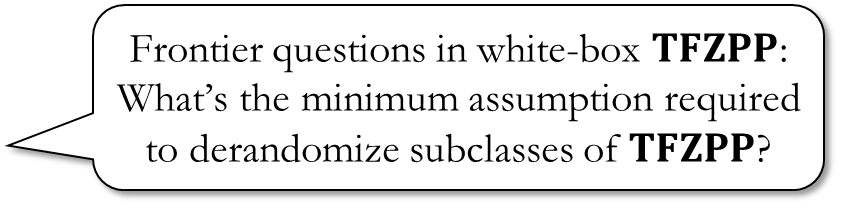 Frontier questions in white-box TFZPP:
What's the minimum assumption required
to derandomize subclasses of TFZPP?